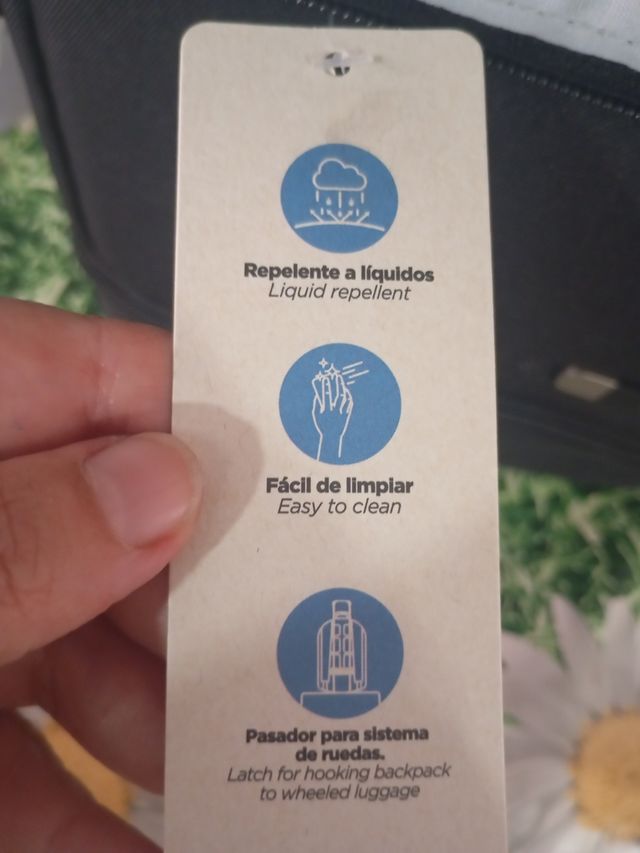 Repelente a líquidos
Liquid repellent
Fácil de limpiar
Easy to clean
Pasador para sistema
de ruedas.
Latch for hooking backpack
to wheeled luggage